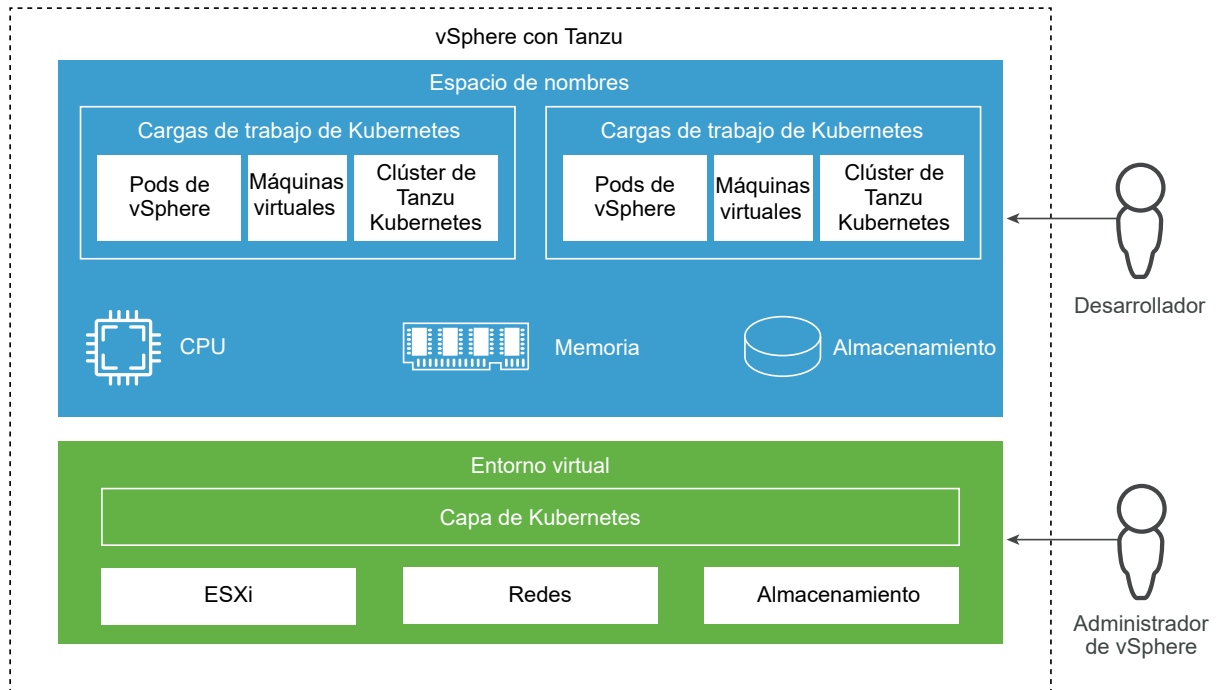 vSphere con Tanzu
Espacio de nombres
Cargas de trabajo de Kubernetes
Pods de
vSphere
Máquinas
virtuales
Clúster de
Tanzu
Kubernetes
Cargas de trabajo de Kubernetes
Pods de
vSphere
Máquinas
virtuales
Clúster de
Tanzu
Kubernetes
CPU
Memoria
Almacenamiento
Desarrollador
Entorno virtual
Capa de Kubernetes
ESXi
Redes
Almacenamiento
Administrador
de vSphere